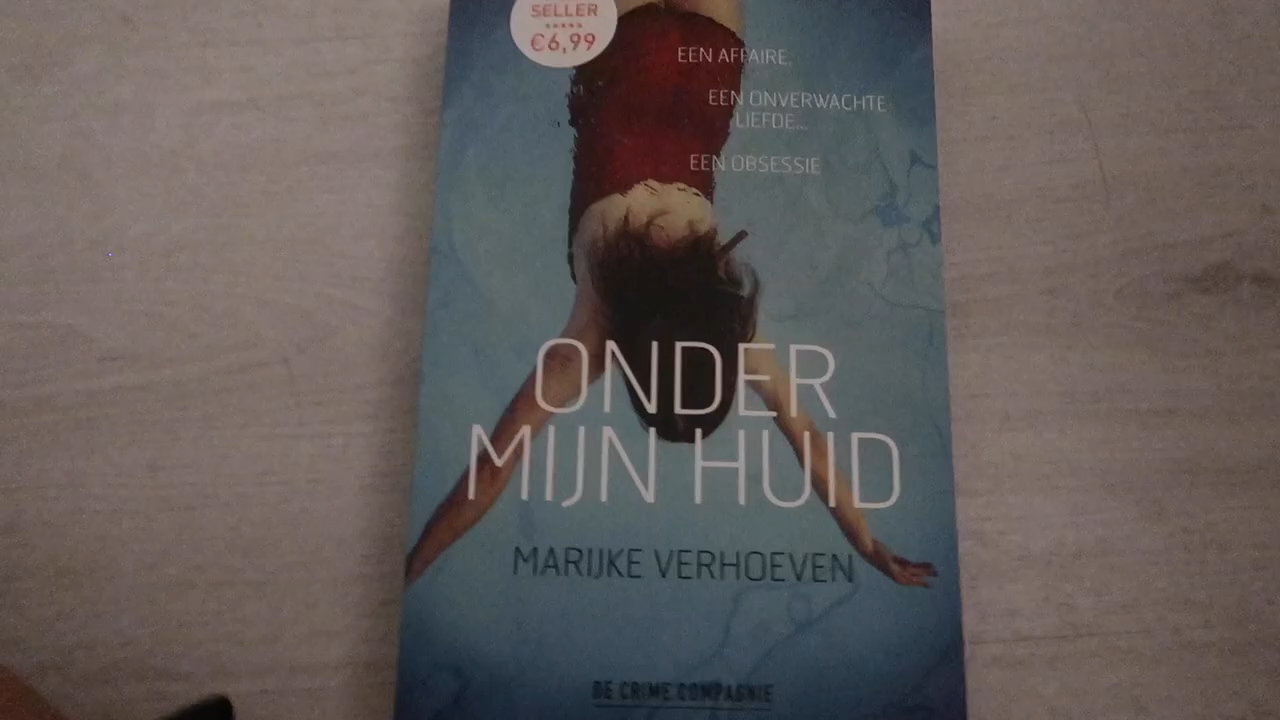 SELLER
€6,99
EEN AFFAIRE,
EEN ONVERWACHTE
LIEFDE...
EEN OBSESSIE
ONDER
MIJN HUID
MARIJKE VERHOEVEN
DE CRIME COMPAGNIE